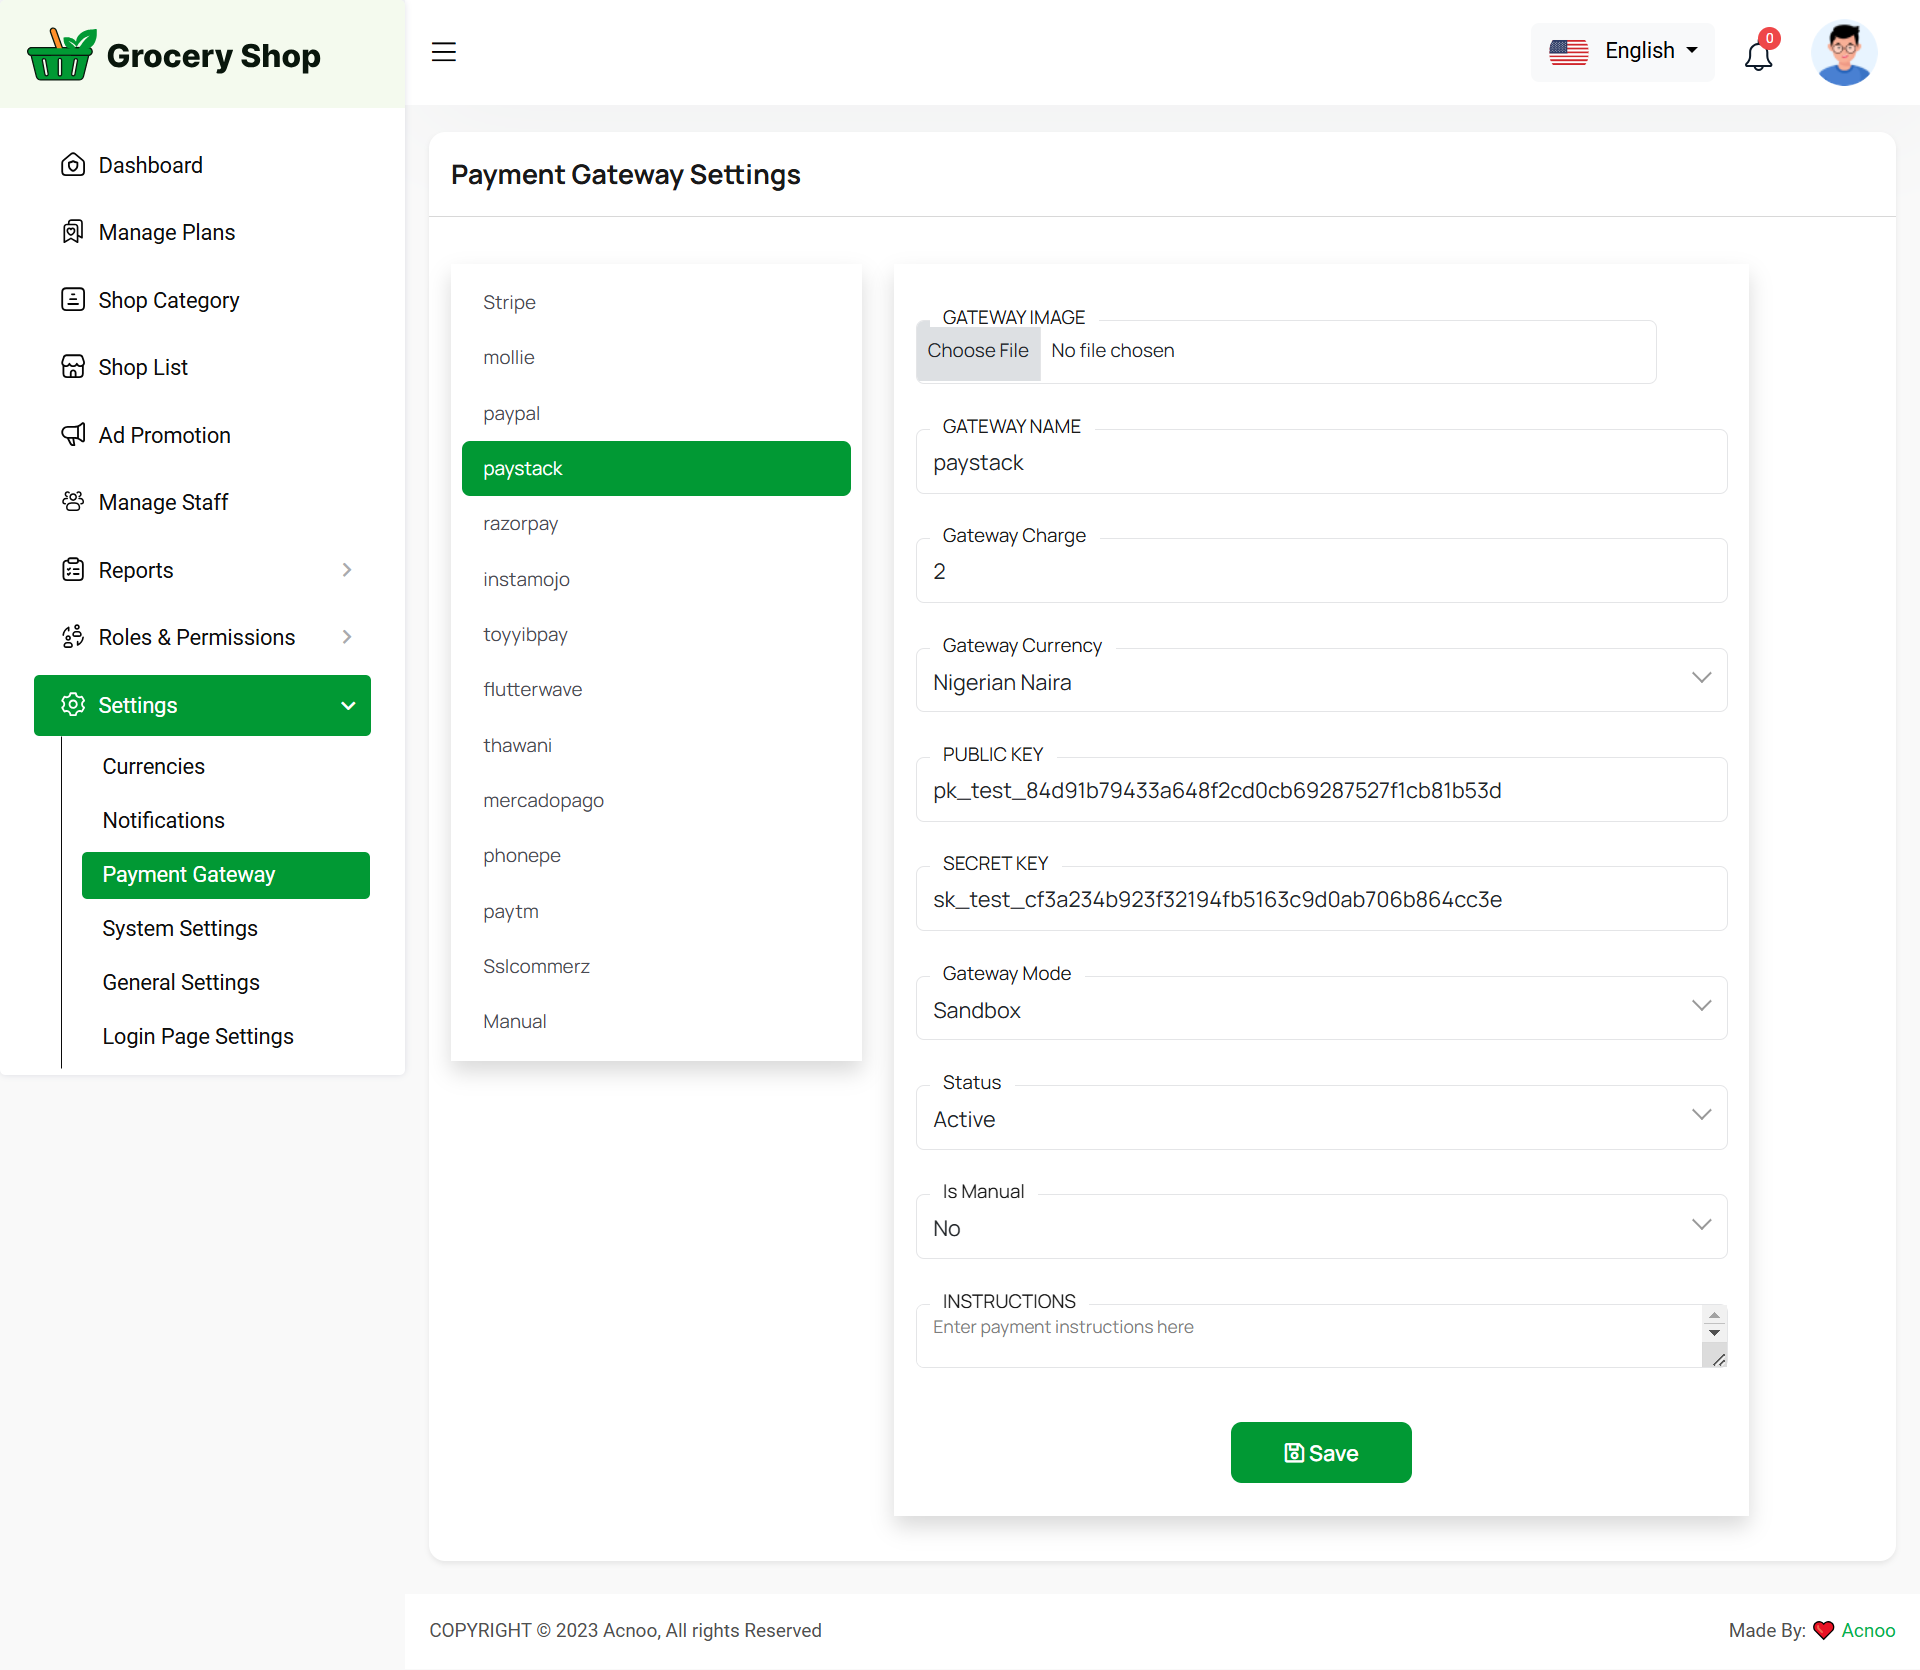 Grocery Shop
English
0
Dashboard
Manage Plans
Shop Category
Shop List
Ad Promotion
Manage Staff
Reports
Roles & Permissions
Settings
Currencies
Notifications
Payment Gateway
System Settings
General Settings
Login Page Settings
Payment Gateway Settings
Stripe
mollie
paypal
paystack
razorpay
instamojo
toyyibpay
flutterwave
thawani
mercadopago
phonepe
paytm
Sslcommerz
Manual
GATEWAY IMAGE
Choose File No file chosen
GATEWAY NAME
paystack
Gateway Charge
2
Gateway Currency
Nigerian Naira
PUBLIC KEY
pk_test_84d91b79433a648f2cd0cb69287527f1cb81b53d
SECRET KEY
sk_test_cf3a234b923f32194fb5163c9d0ab706b864cc3e
Gateway Mode
Sandbox
Status
Active
Is Manual
No
INSTRUCTIONS
Enter payment instructions here
Save
COPYRIGHT © 2023 Acnoo, All rights Reserved
Made By: Acnoo